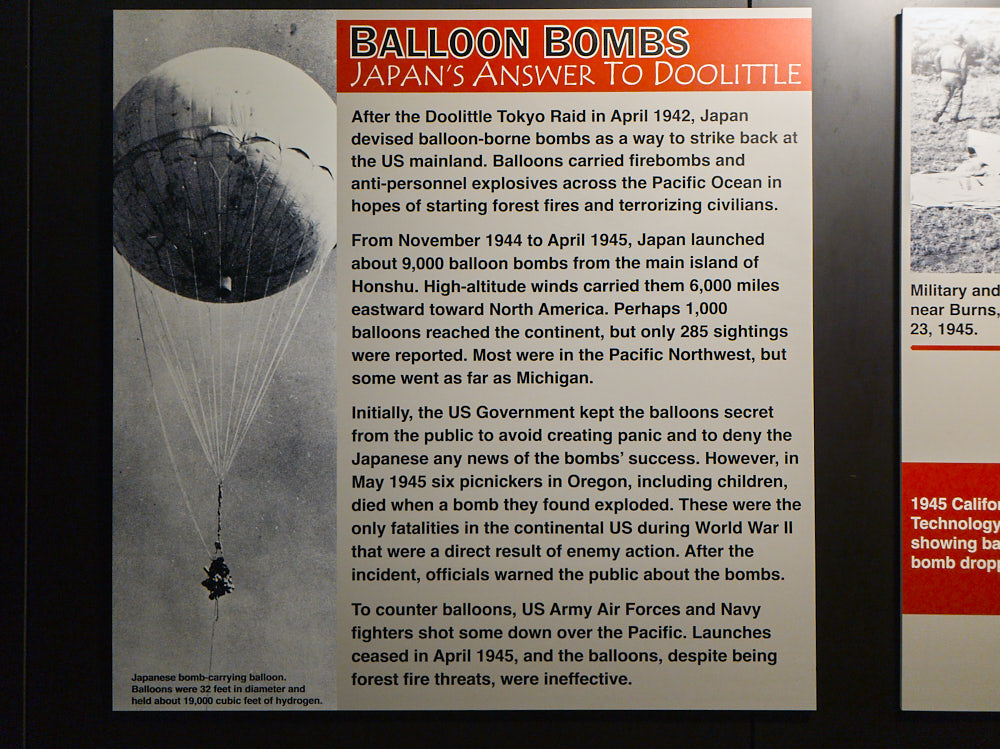 BALLOON BOMBS
JAPAN'S ANSWER TO DOOLITTLE
After the Doolittle Tokyo Raid in April 1942, Japan
devised balloon-borne bombs as a way to strike back at
the US mainland. Balloons carried firebombs and
anti-personnel explosives across the Pacific Ocean in
hopes of starting forest fires and terrorizing civilians.
From November 1944 to April 1945, Japan launched
about 9,000 balloon bombs from the main island of
Honshu. High-altitude winds carried them 6,000 miles
eastward toward North America. Perhaps 1,000
balloons reached the continent, but only 285 sightings
were reported. Most were in the Pacific Northwest, but
some went as far as Michigan.
Initially, the US Government kept the balloons secret
from the public to avoid creating panic and to deny the
Japanese any news of the bombs' success. However, in
May 1945 six picnickers in Oregon, including children,
died when a bomb they found exploded. These were the
only fatalities in the continental US during World War II
that were a direct result of enemy action. After the
incident, officials warned the public about the bombs.
To counter balloons, US Army Air Forces and Navy
fighters shot some down over the Pacific. Launches
ceased in April 1945, and the balloons, despite being
forest fire threats, were ineffective.
Japanese bomb-carrying balloon.
Balloons were 32 feet in diameter and
held about 19,000 cubic feet of hydrogen.
Military and
near Burns,
23, 1945.
1945 Califor
Technology
showing ba
bomb dropp